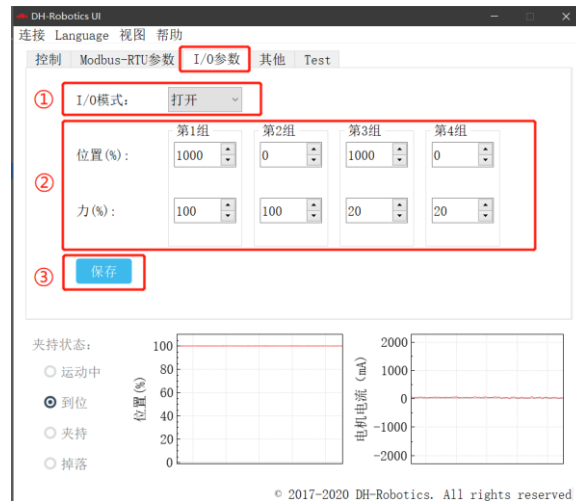 DH-Robotics UI
连接 Language 视图 帮助
控制 Modbus-RTU参数 I/O参数 其他 Test
① I/O模式: 打开
第1组 第2组 第3组 第4组
② 位置(%): 1000 0 1000 0
力(%): 100 100 20 20
③ 保存
夹持状态:
运动中
到位
夹持
掉落
位置(%)
100
80
60
40
20
0
电机电流 (mA)
2000
1000
0
-1000
-2000
© 2017-2020 DH-Robotics. All rights reserved